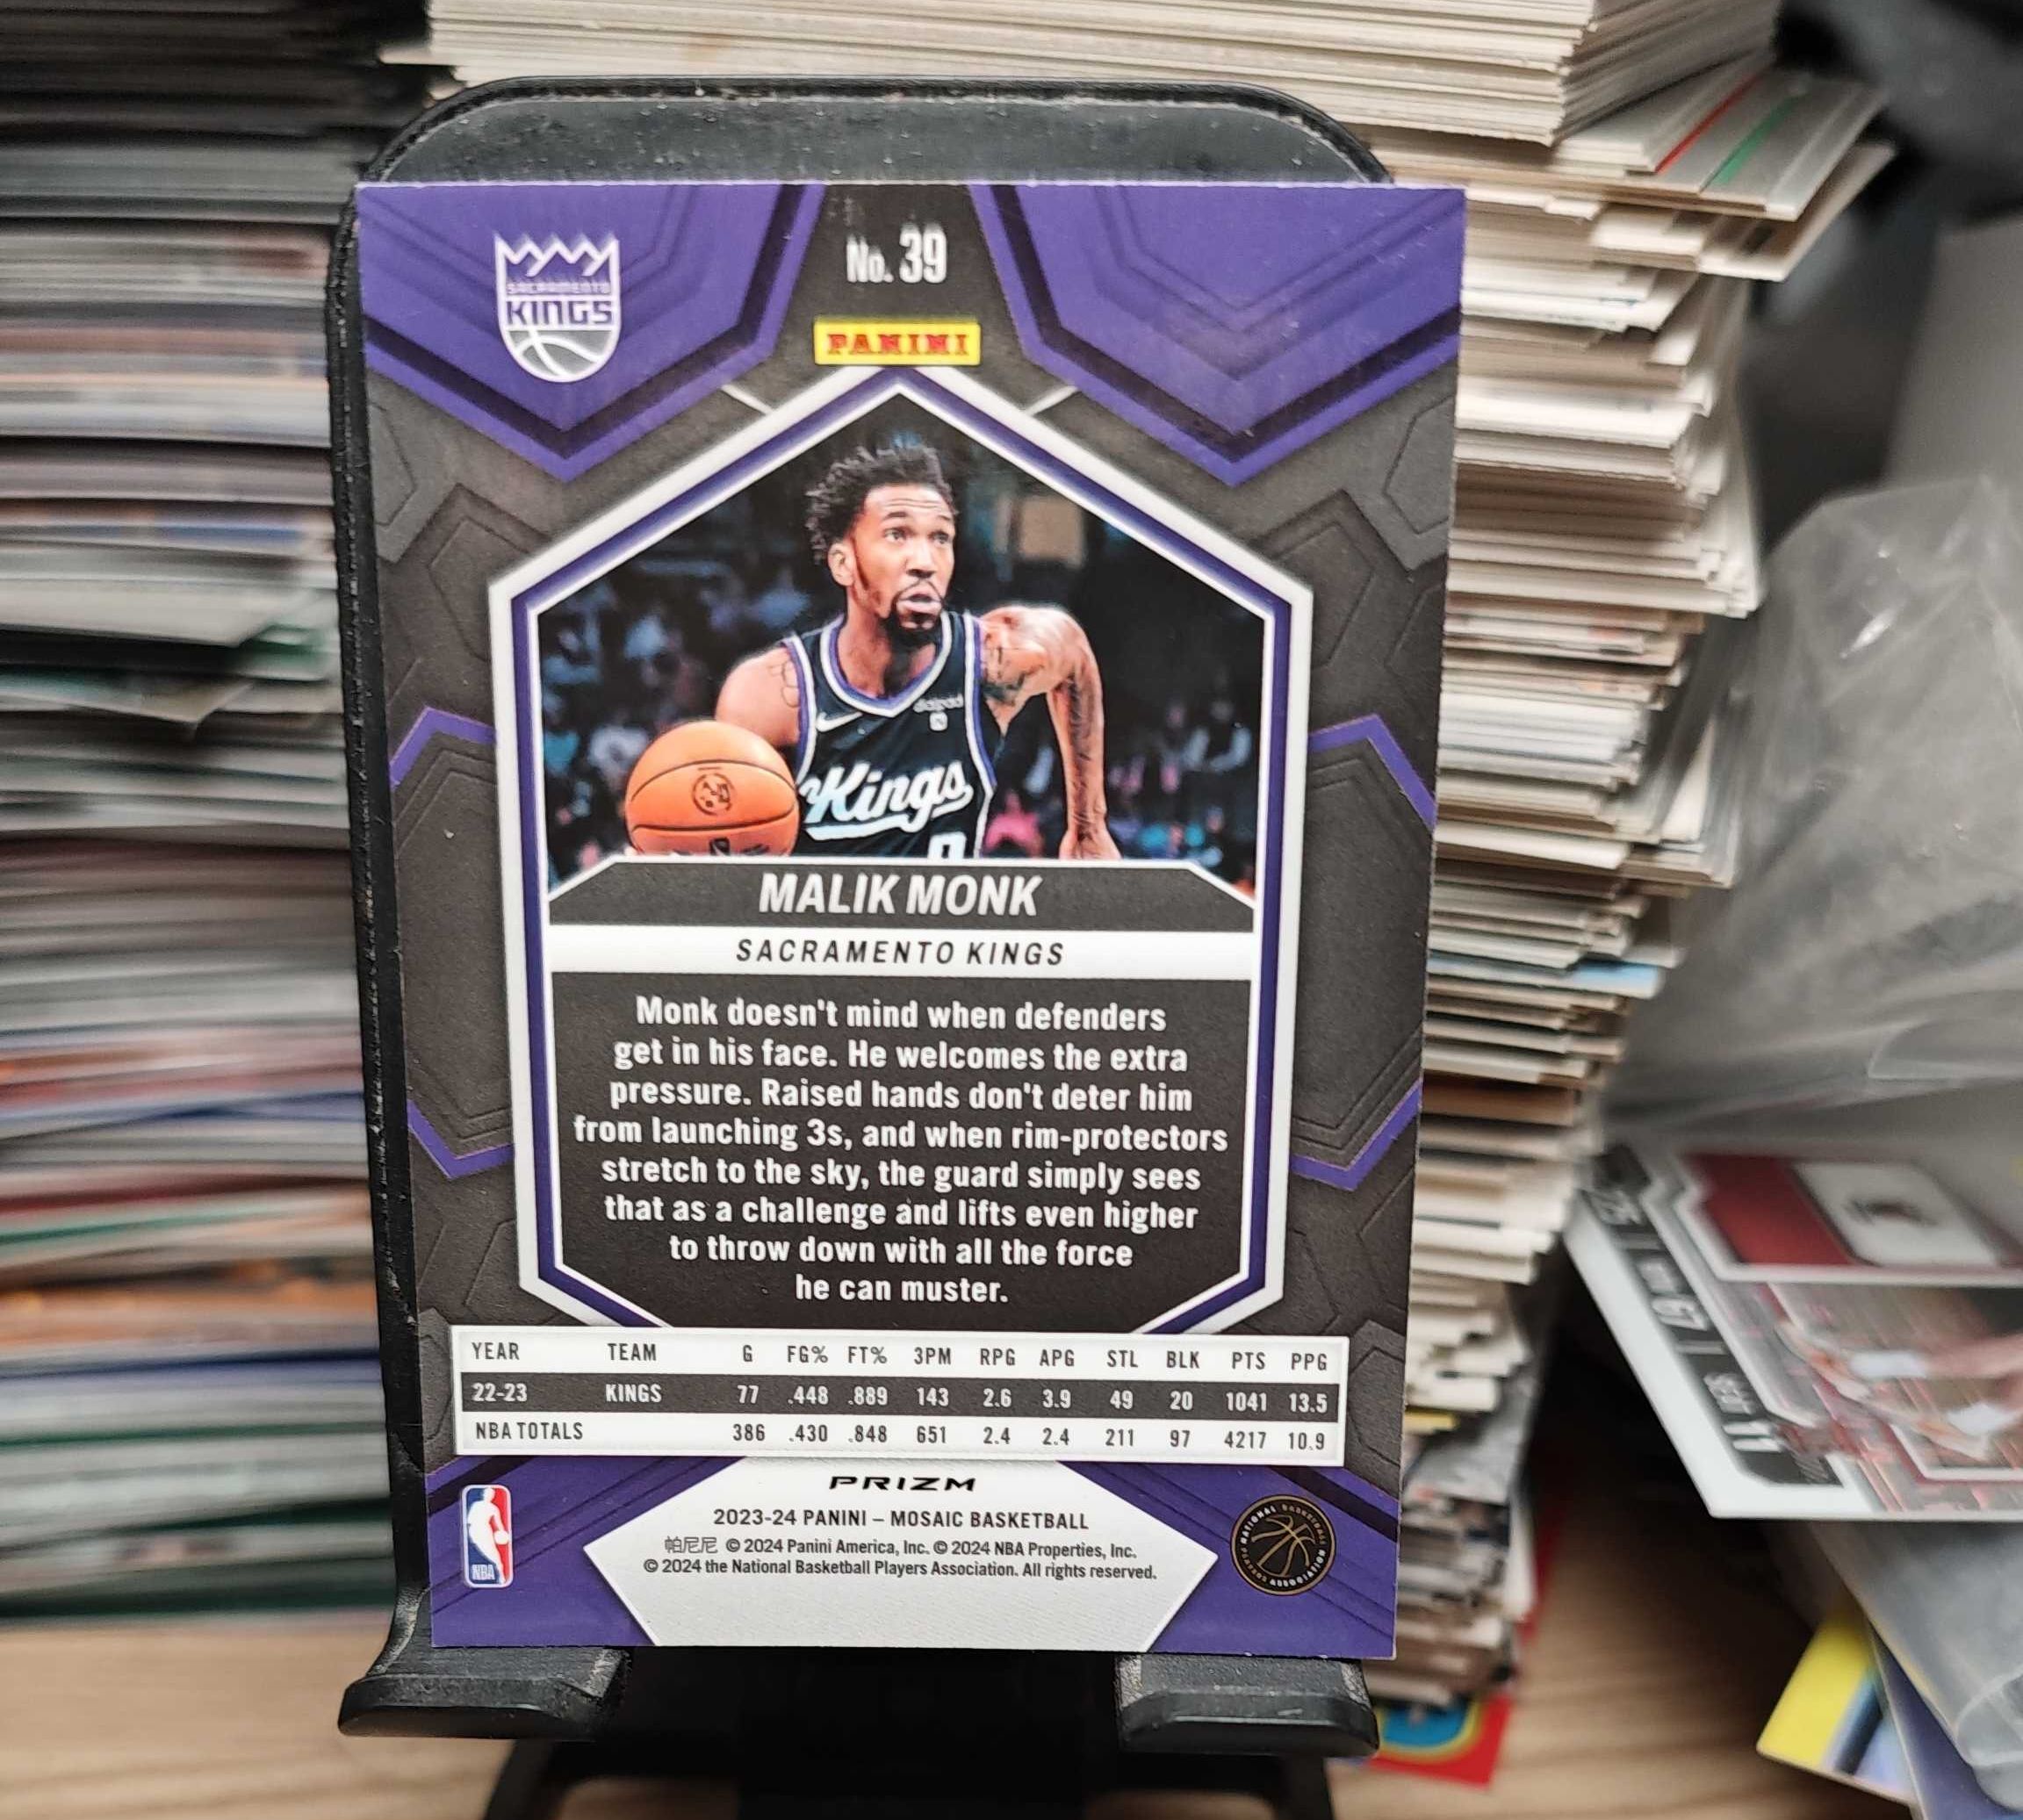 No. 39
SACRAMENTO
KINGS
PANINI
Kings
MALIK MONK
SACRAMENTO KINGS
Monk doesn't mind when defenders
get in his face. He welcomes the extra
pressure. Raised hands don't deter him
from launching 3s, and when rim-protectors
stretch to the sky, the guard simply sees
that as a challenge and lifts even higher
to throw down with all the force
he can muster.
YEAR TEAM G FG% FT% 3PM RPG APG STL BLK PTS PPG
22-23 KINGS 77 .448 .889 143 2.6 3.9 49 20 1041 13.5
NBA TOTALS 386 .430 .848 651 2.4 2.4 211 97 4217 10.9
PRIZM
2023-24 PANINI – MOSAIC BASKETBALL
帕尼尼 © 2024 Panini America, Inc. © 2024 NBA Properties, Inc.
© 2024 the National Basketball Players Association. All rights reserved.
NBA
NATIONAL BASKETBALL
PLAYERS ASSOCIATION